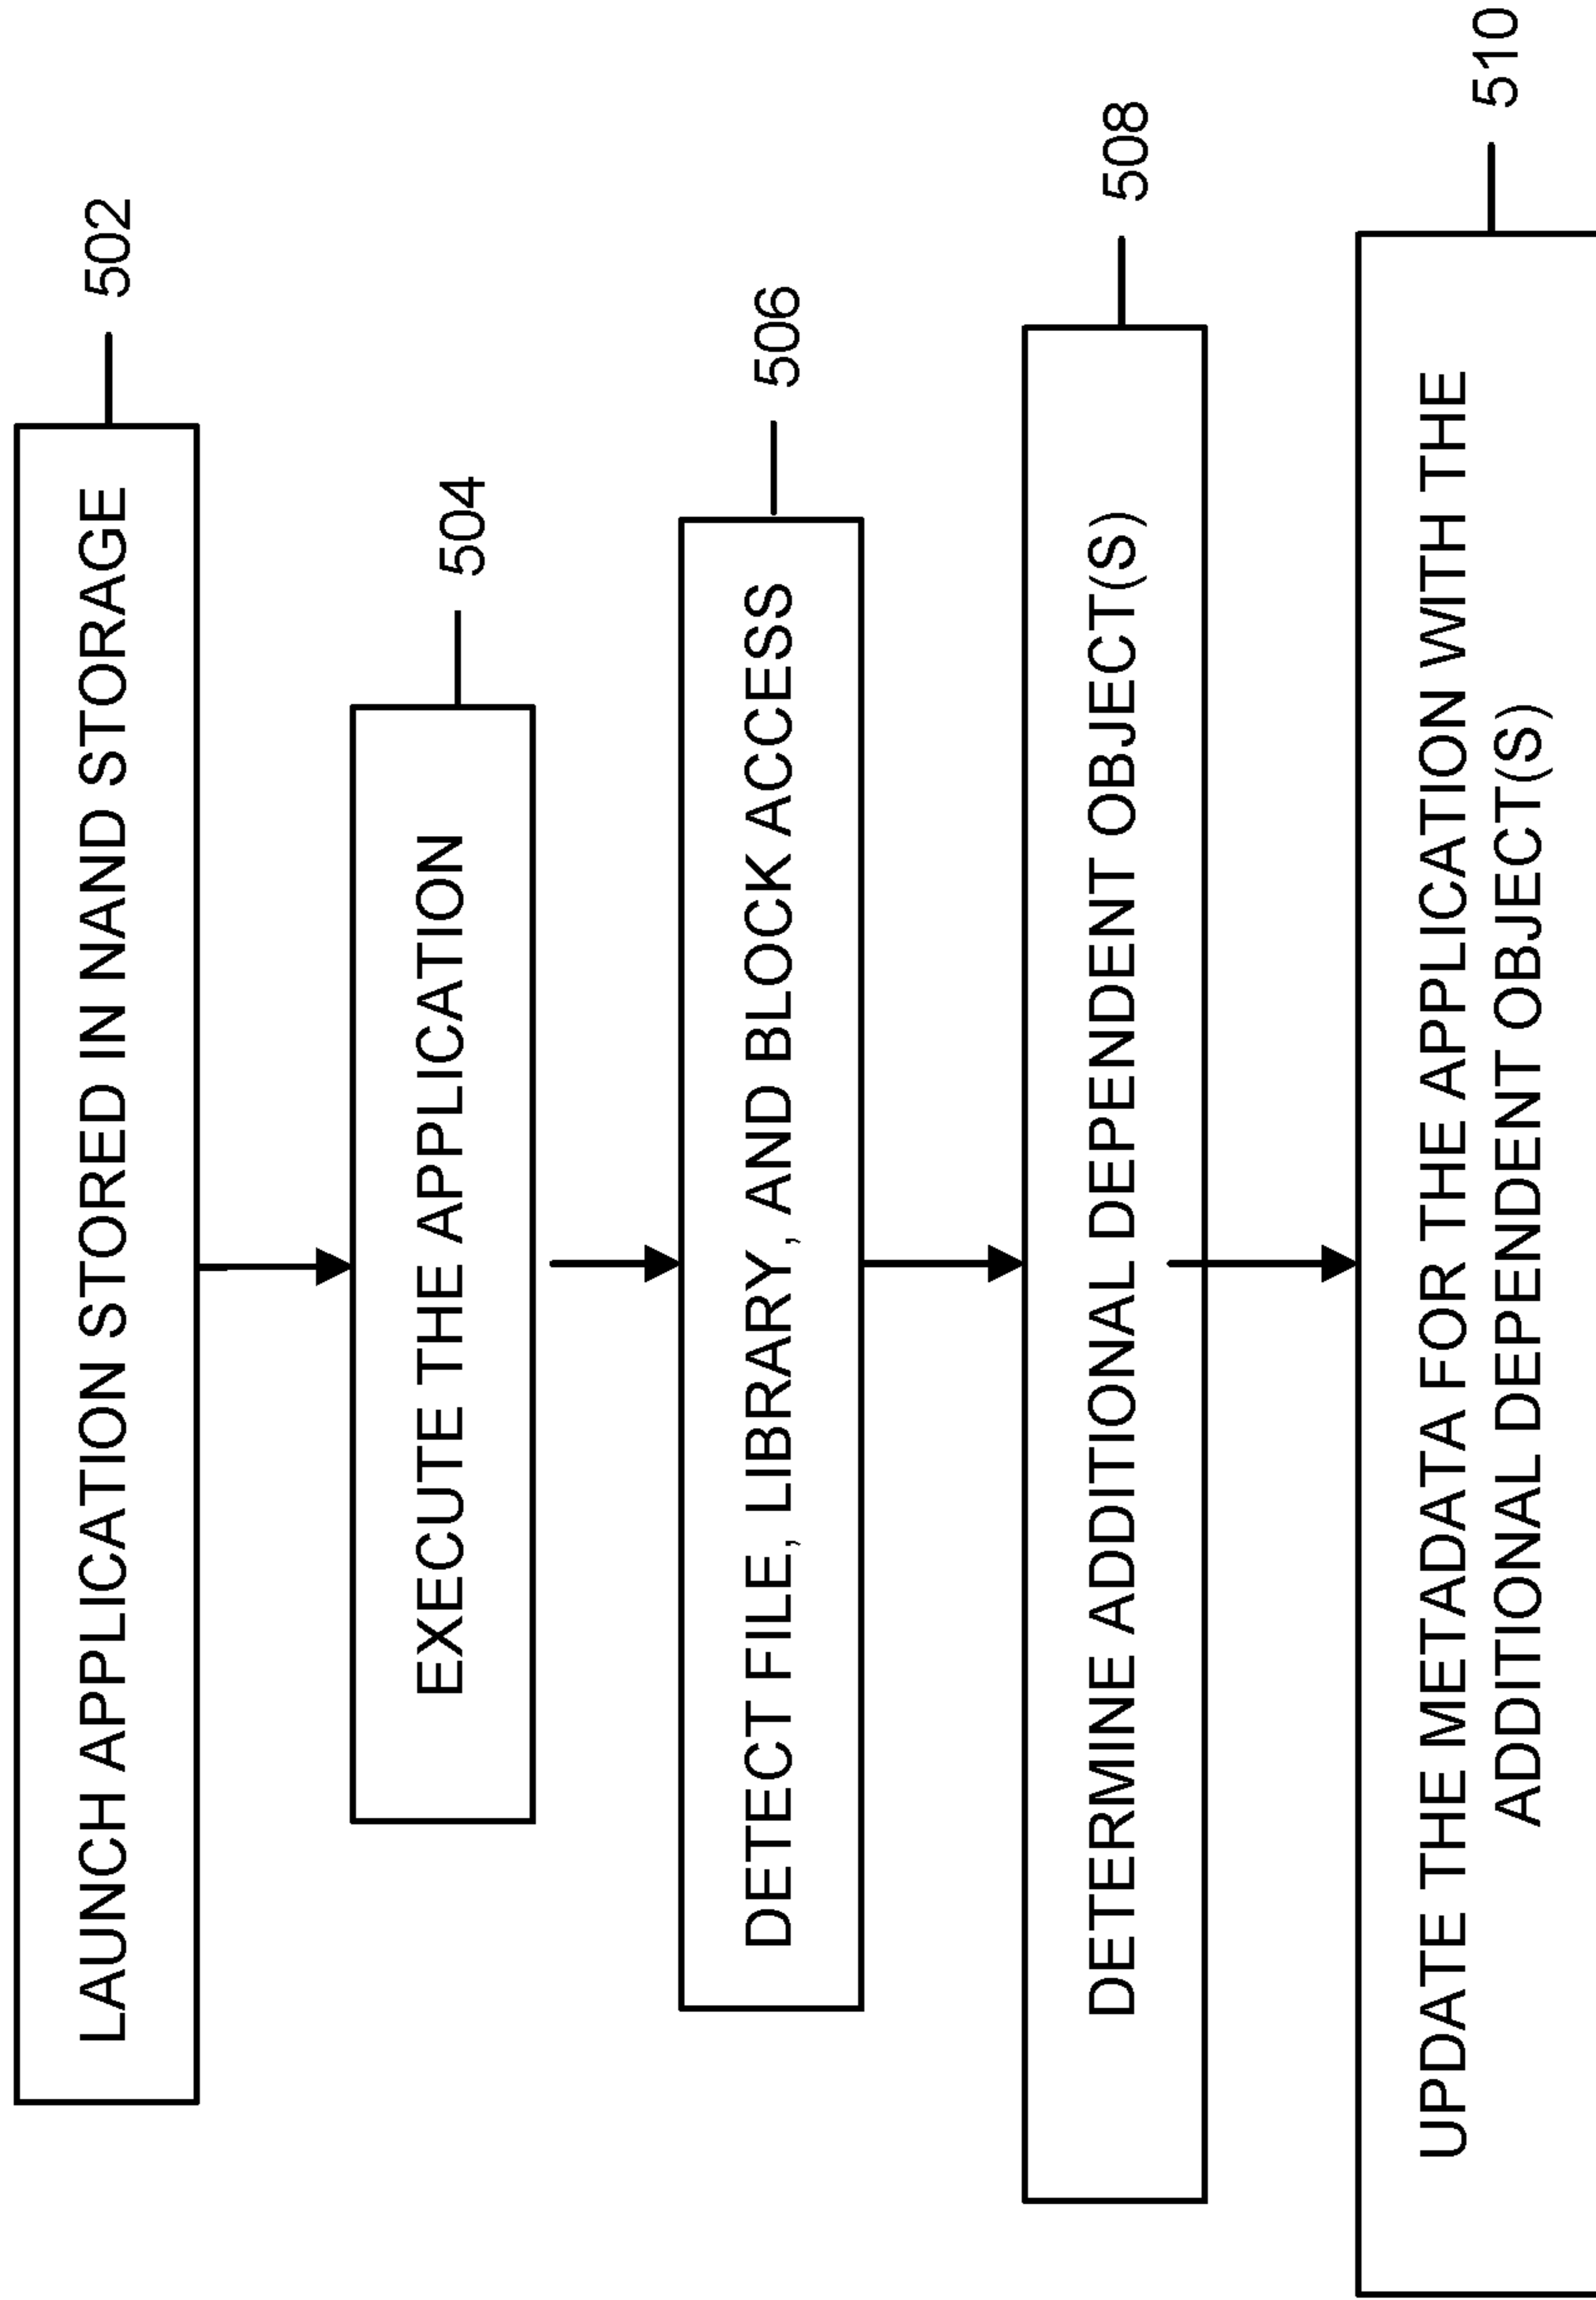 LAUNCH APPLICATION STORED IN NAND STORAGE
502
EXECUTE THE APPLICATION
504
DETECT FILE, LIBRARY, AND BLOCK ACCESS
506
DETERMINE ADDITIONAL DEPENDENT OBJECT(S)
508
UPDATE THE METADATA FOR THE APPLICATION WITH THE
ADDITIONAL DEPENDENT OBJECT(S)
510